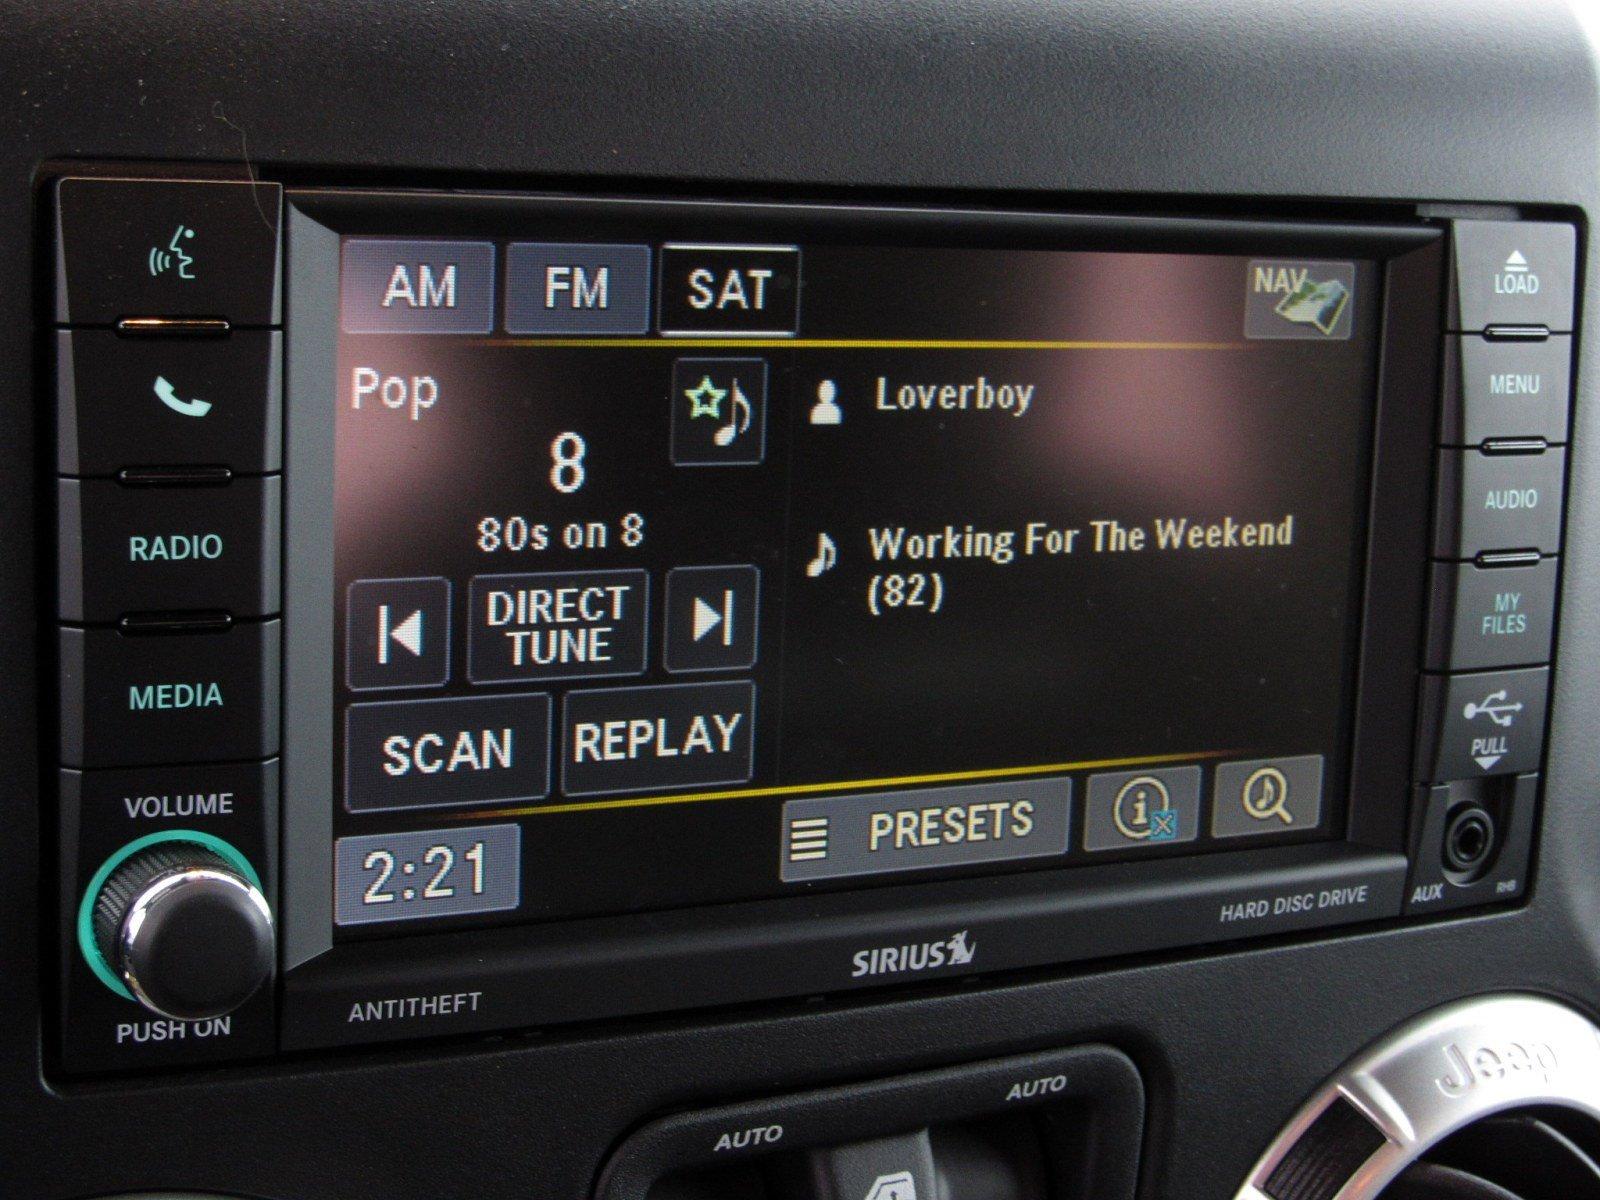 AM FM SAT NAV
Pop
8
80s on 8
DIRECT
TUNE
SCAN REPLAY
2:21
Loverboy
Working For The Weekend
(82)
PRESETS
i
RADIO
MEDIA
VOLUME
PUSH ON
LOAD
MENU
AUDIO
MY
FILES
PULL
AUX
RHB
ANTITHEFT
SIRIUS
HARD DISC DRIVE
AUTO
AUTO
Jeep